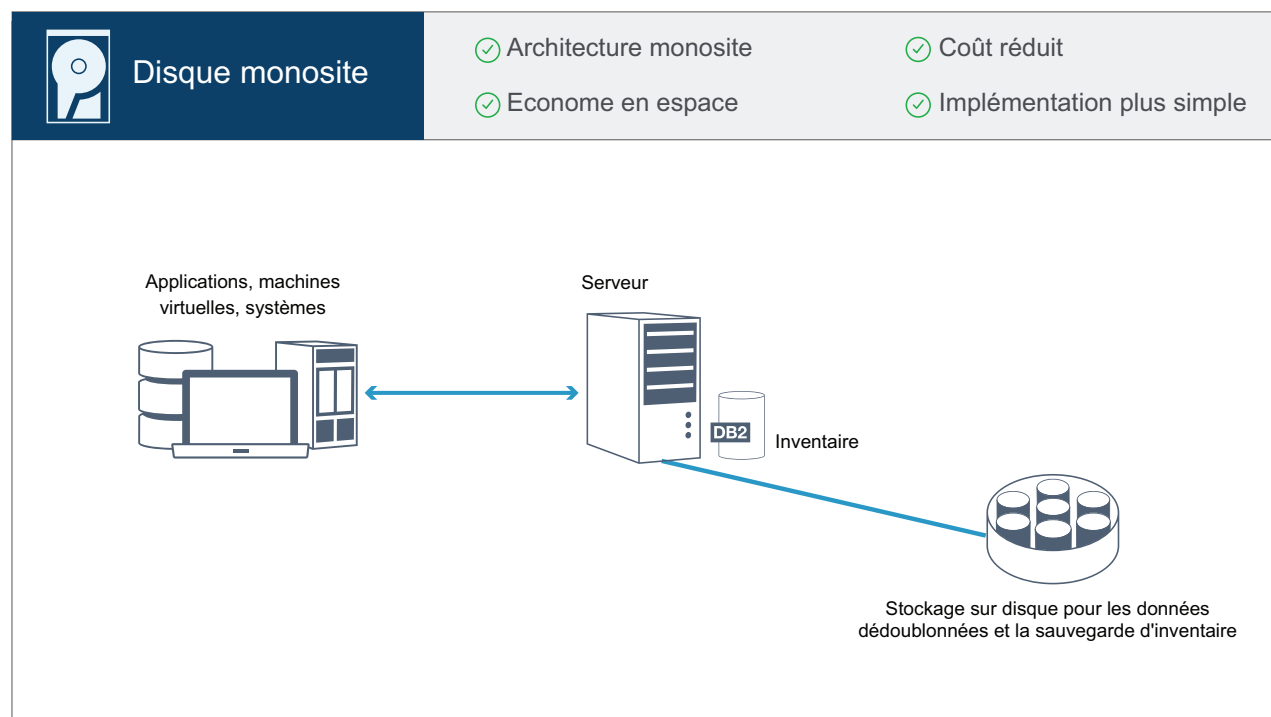 Disque monosite
Architecture monosite
Coût réduit
Econome en espace
Implémentation plus simple
Applications, machines
virtuelles, systèmes
Serveur
DB2
Inventaire
Stockage sur disque pour les données
dédoublonnées et la sauvegarde d'inventaire